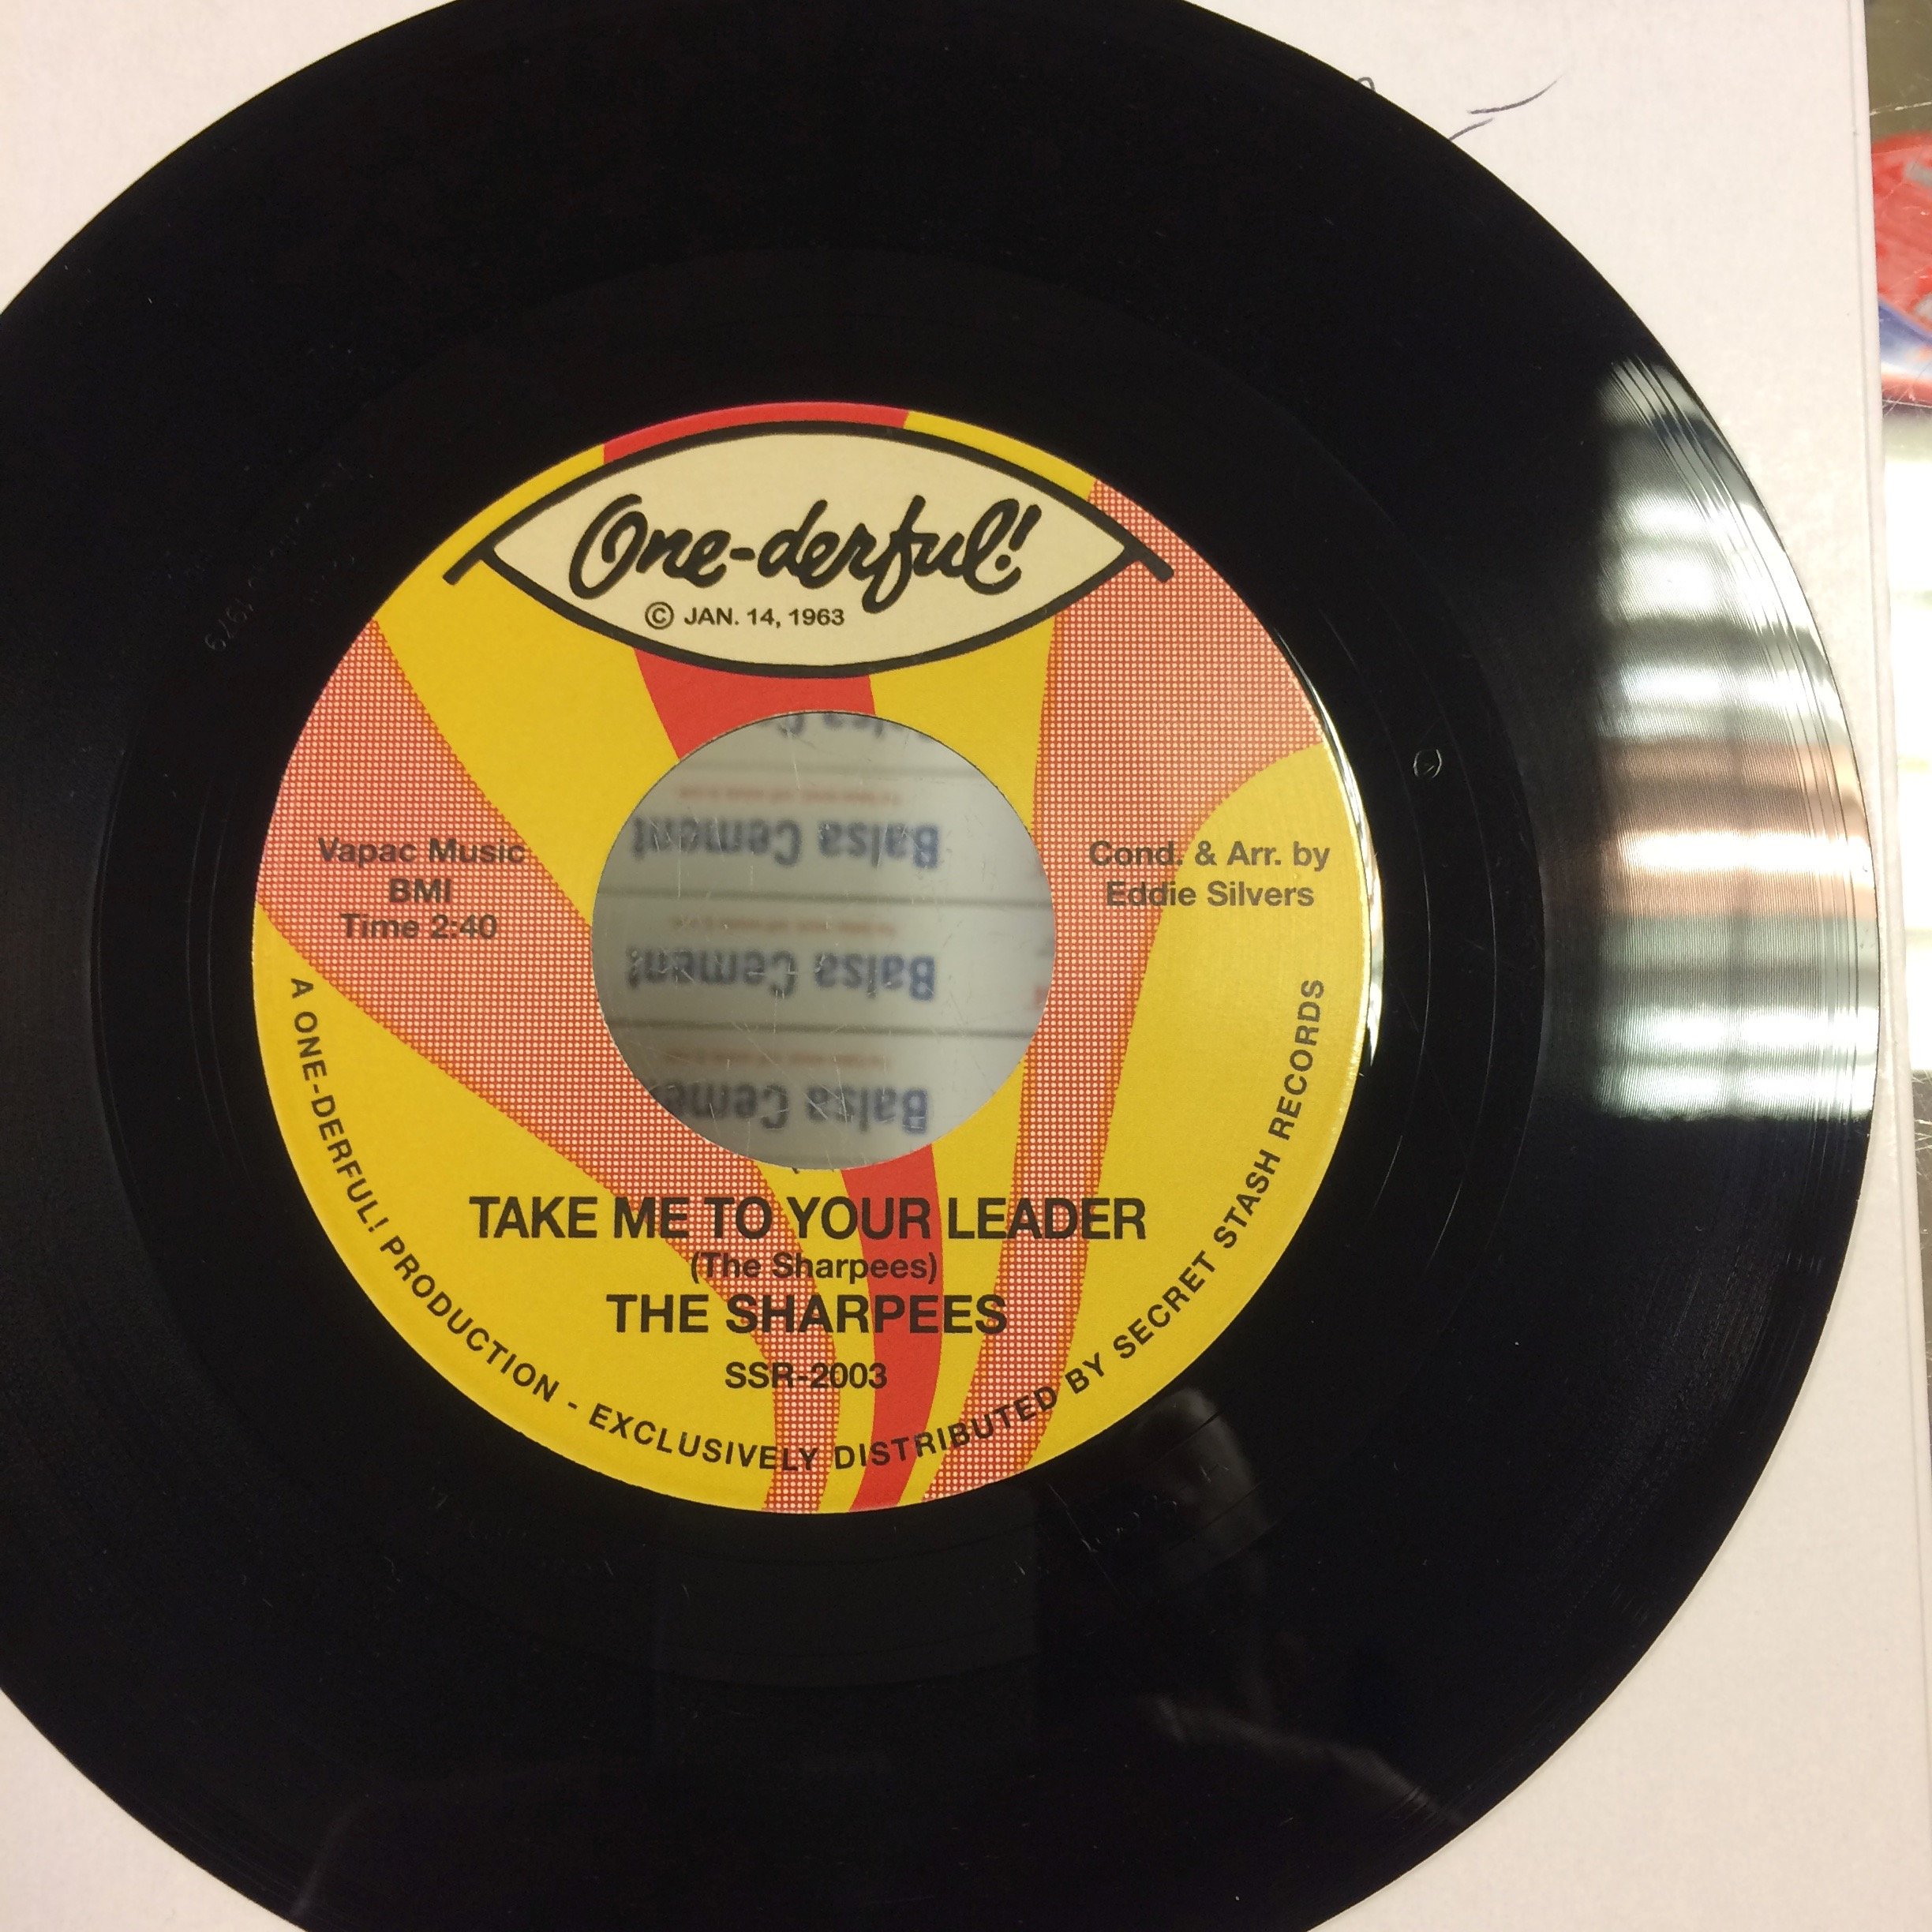 One-derful!
© JAN. 14, 1963
Vapac Music
BMI
Time 2:40
Cond. & Arr. by
Eddie Silvers
Balsa Cement
Balsa Cement
Balsa Ceme
TAKE ME TO YOUR LEADER
(The Sharpees)
THE SHARPEES
SSR-2003
A ONE-DERFUL! PRODUCTION - EXCLUSIVELY DISTRIBUTED BY SECRET STASH RECORDS